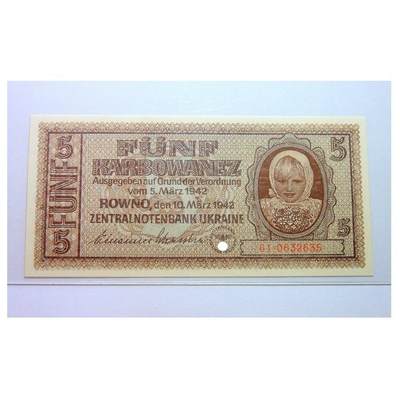 5 FÜNF 5
KARBOWANEZ
Ausgegeben auf Grund der Verordnung
vom 5. März 1942
ROWNO, den 10. März 1942
ZENTRALNOTENBANK UKRAINE
FÜNF
5 5
61·0632635